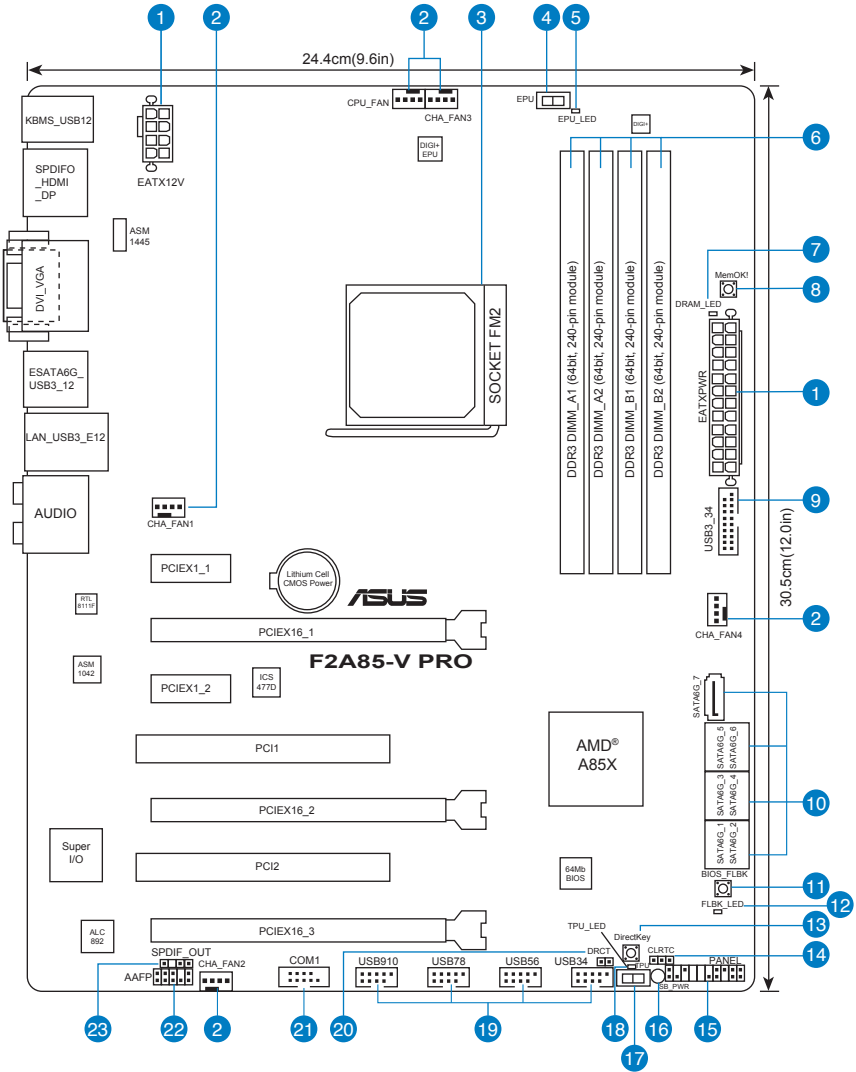 1
2
2
3
4
5
24.4cm(9.6in)
KBMS_USB12
EATX12V
CPU_FAN
CHA_FAN3
EPU
EPU_LED
DIGI+
DIGI+
EPU
6
SPDIFO
_HDMI
_DP
ASM
1445
DVI_VGA
7
MemOK!
8
DRAM_LED
SOCKET FM2
DDR3 DIMM_A1 (64bit, 240-pin module)
DDR3 DIMM_A2 (64bit, 240-pin module)
DDR3 DIMM_B1 (64bit, 240-pin module)
DDR3 DIMM_B2 (64bit, 240-pin module)
EATXPWR
1
ESATA6G_
USB3_12
LAN_USB3_E12
AUDIO
2
CHA_FAN1
USB3_34
9
30.5cm(12.0in)
PCIEX1_1
Lithium Cell
CMOS Power
ASUS
RTL
8111F
PCIEX16_1
CHA_FAN4
2
F2A85-V PRO
ASM
1042
PCIEX1_2
ICS
477D
SATA6G_7
AMD®
A85X
PCI1
SATA6G_5
SATA6G_6
SATA6G_3
SATA6G_4
10
PCIEX16_2
SATA6G_1
SATA6G_2
Super
I/O
PCI2
64Mb
BIOS
BIOS_FLBK
11
FLBK_LED
12
ALC
892
PCIEX16_3
TPU_LED
DirectKey
13
SPDIF_OUT
AAFP
CHA_FAN2
COM1
USB910
USB78
USB56
USB34
DRCT
CLRTC
14
TPU
PANEL
SB_PWR
23
22
2
21
20
19
18
17
16
15